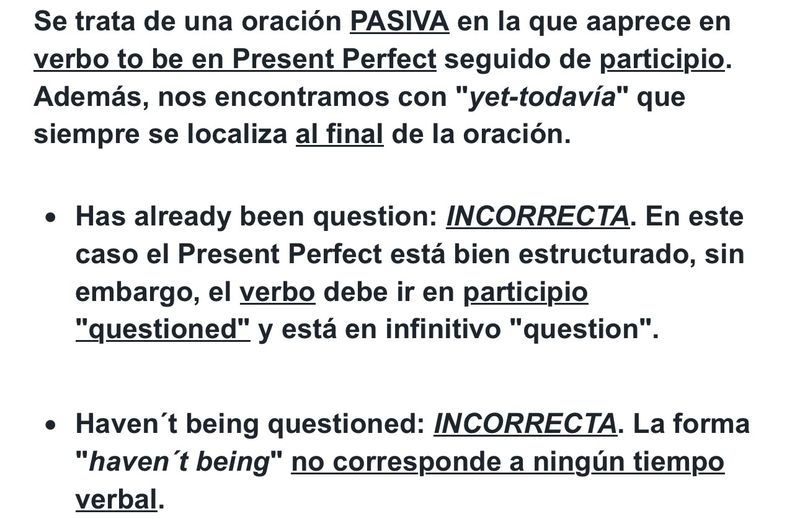 Se trata de una oración PASIVA en la que aaprece en
verbo to be en Present Perfect seguido de participio.
Además, nos encontramos con "yet-todavía" que
siempre se localiza al final de la oración.
• Has already been question: INCORRECTA. En este
caso el Present Perfect está bien estructurado, sin
embargo, el verbo debe ir en participio
"questioned" y está en infinitivo "question".
• Haven´t being questioned: INCORRECTA. La forma
"haven´t being" no corresponde a ningún tiempo
verbal.